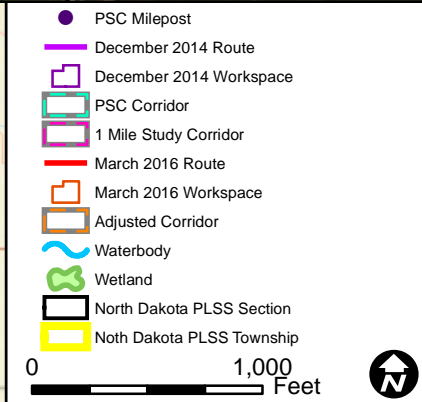 PSC Milepost
December 2014 Route
December 2014 Workspace
PSC Corridor
1 Mile Study Corridor
March 2016 Route
March 2016 Workspace
Adjusted Corridor
Waterbody
Wetland
North Dakota PLSS Section
Noth Dakota PLSS Township
0 1,000
Feet
N